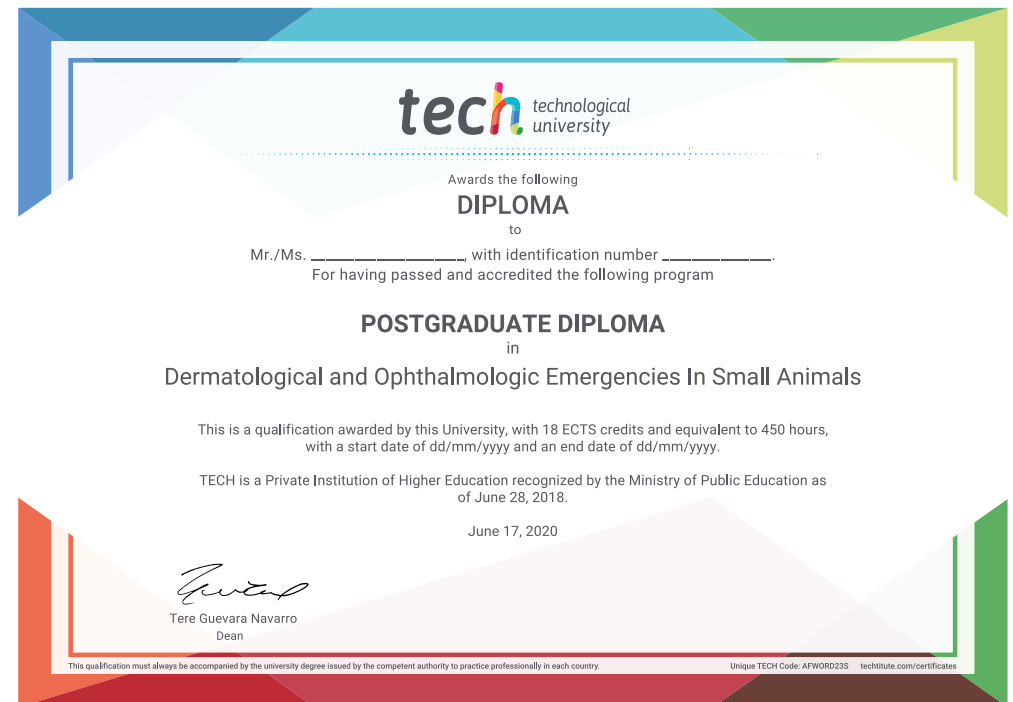 tech technological
university
Awards the following
DIPLOMA
to
Mr./Ms. _______________, with identification number ___________.
For having passed and accredited the following program
POSTGRADUATE DIPLOMA
in
Dermatological and Ophthalmologic Emergencies In Small Animals
This is a qualification awarded by this University, with 18 ECTS credits and equivalent to 450 hours,
with a start date of dd/mm/yyyy and an end date of dd/mm/yyyy.
TECH is a Private Institution of Higher Education recognized by the Ministry of Public Education as
of June 28, 2018.
June 17, 2020
Tere Guevara Navarro
Dean
This qualification must always be accompanied by the university degree issued by the competent authority to practice professionally in each country. Unique TECH Code: AFWORD23S techtitute.com/certificates